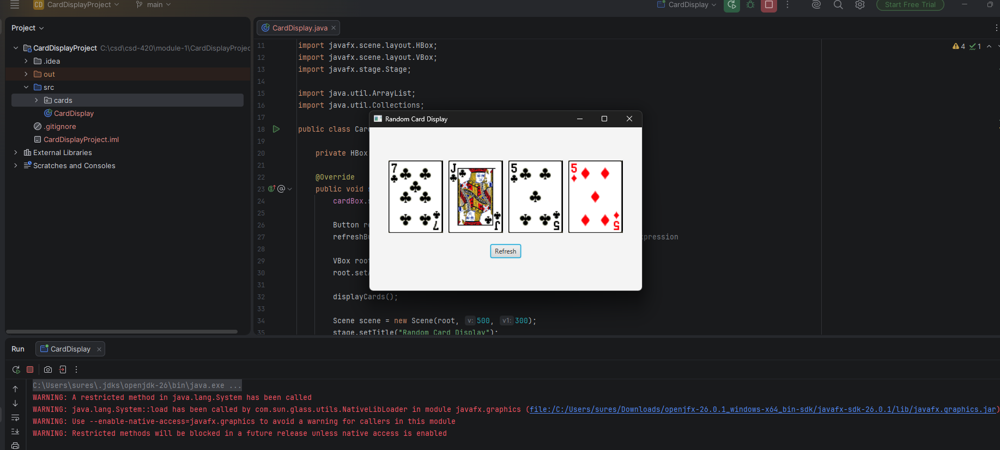 CD CardDisplayProject main CardDisplay Start Free Trial
Project
CardDisplayProject C:\csd\csd-420\module-1\CardDisplayProjec
.idea
out
src
cards
CardDisplay
.gitignore
CardDisplayProject.iml
External Libraries
Scratches and Consoles
CardDisplay.java
4 1
11 import javafx.scene.layout.HBox;
12 import javafx.scene.layout.VBox;
13 import javafx.stage.Stage;
14
15 import java.util.ArrayList;
16 import java.util.Collections;
17
18 public class Car
19
20 private HBox
21
22 @Override
23 public void s
24 cardBox.s
25
26 Button re
27 refreshBu pression
28
29 VBox root
30 root.setA
31
32 displayCards();
33
34 Scene scene = new Scene(root, v: 500, v1: 300);
35 stage.setTitle("Random Card Display");
Random Card Display
7 J 5 5
7 J 5 5
Refresh
Run CardDisplay
C:\Users\sures\.jdks\openjdk-26\bin\java.exe ...
WARNING: A restricted method in java.lang.System has been called
WARNING: java.lang.System::load has been called by com.sun.glass.utils.NativeLibLoader in module javafx.graphics (file:/C:/Users/sures/Downloads/openjfx-26.0.1_windows-x64_bin-sdk/javafx-sdk-26.0.1/lib/javafx.graphics.jar)
WARNING: Use --enable-native-access=javafx.graphics to avoid a warning for callers in this module
WARNING: Restricted methods will be blocked in a future release unless native access is enabled